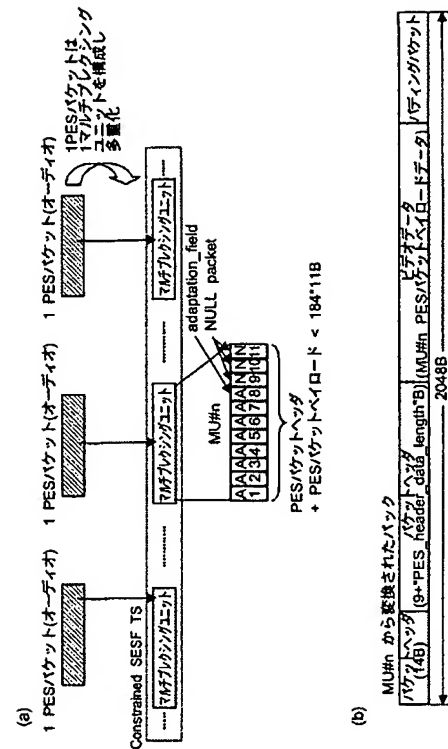 (a)
1 PESパケット(オーディオ)
1 PESパケット(オーディオ)
1 PESパケット(オーディオ)
1PESパケットは
1マルチプレクシング
ユニットを構成し
多重化
Constrained SESF TS
マルチプレクシングユニット
マルチプレクシングユニット
マルチプレクシングユニット
adaptation_field
NULL packet
MU#n
A A A A A A A A N N N
1 2 3 4 5 6 7 8 9 10 11
PESパケットヘッダ
+ PESパケットペイロード < 184*11B
(b)
MU#n から変換されたパック
パケットヘッダ
(14B)
パケットヘッダ
(9+"PES_header_data_length"B)
ビデオデータ
(MU#n PESパケットペイロードデータ)
パディングパケット
2048B